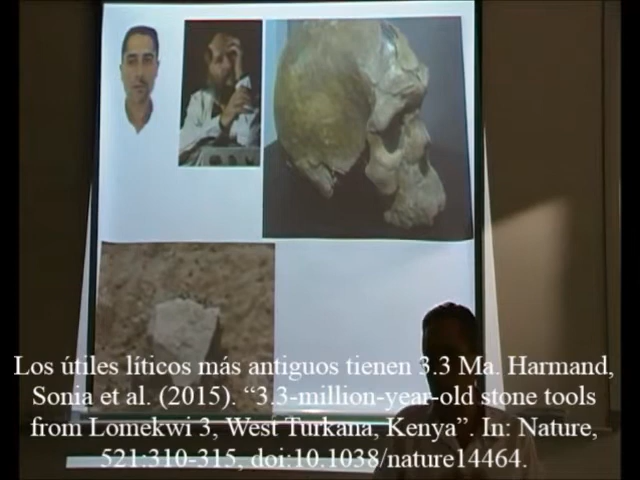 Los útiles líticos más antiguos tienen 3.3 Ma. Harmand,
Sonia et al. (2015). “3.3-million-year-old stone tools
from Lomekwi 3, West Turkana, Kenya”. In: Nature,
521:310-315, doi:10.1038/nature14464.